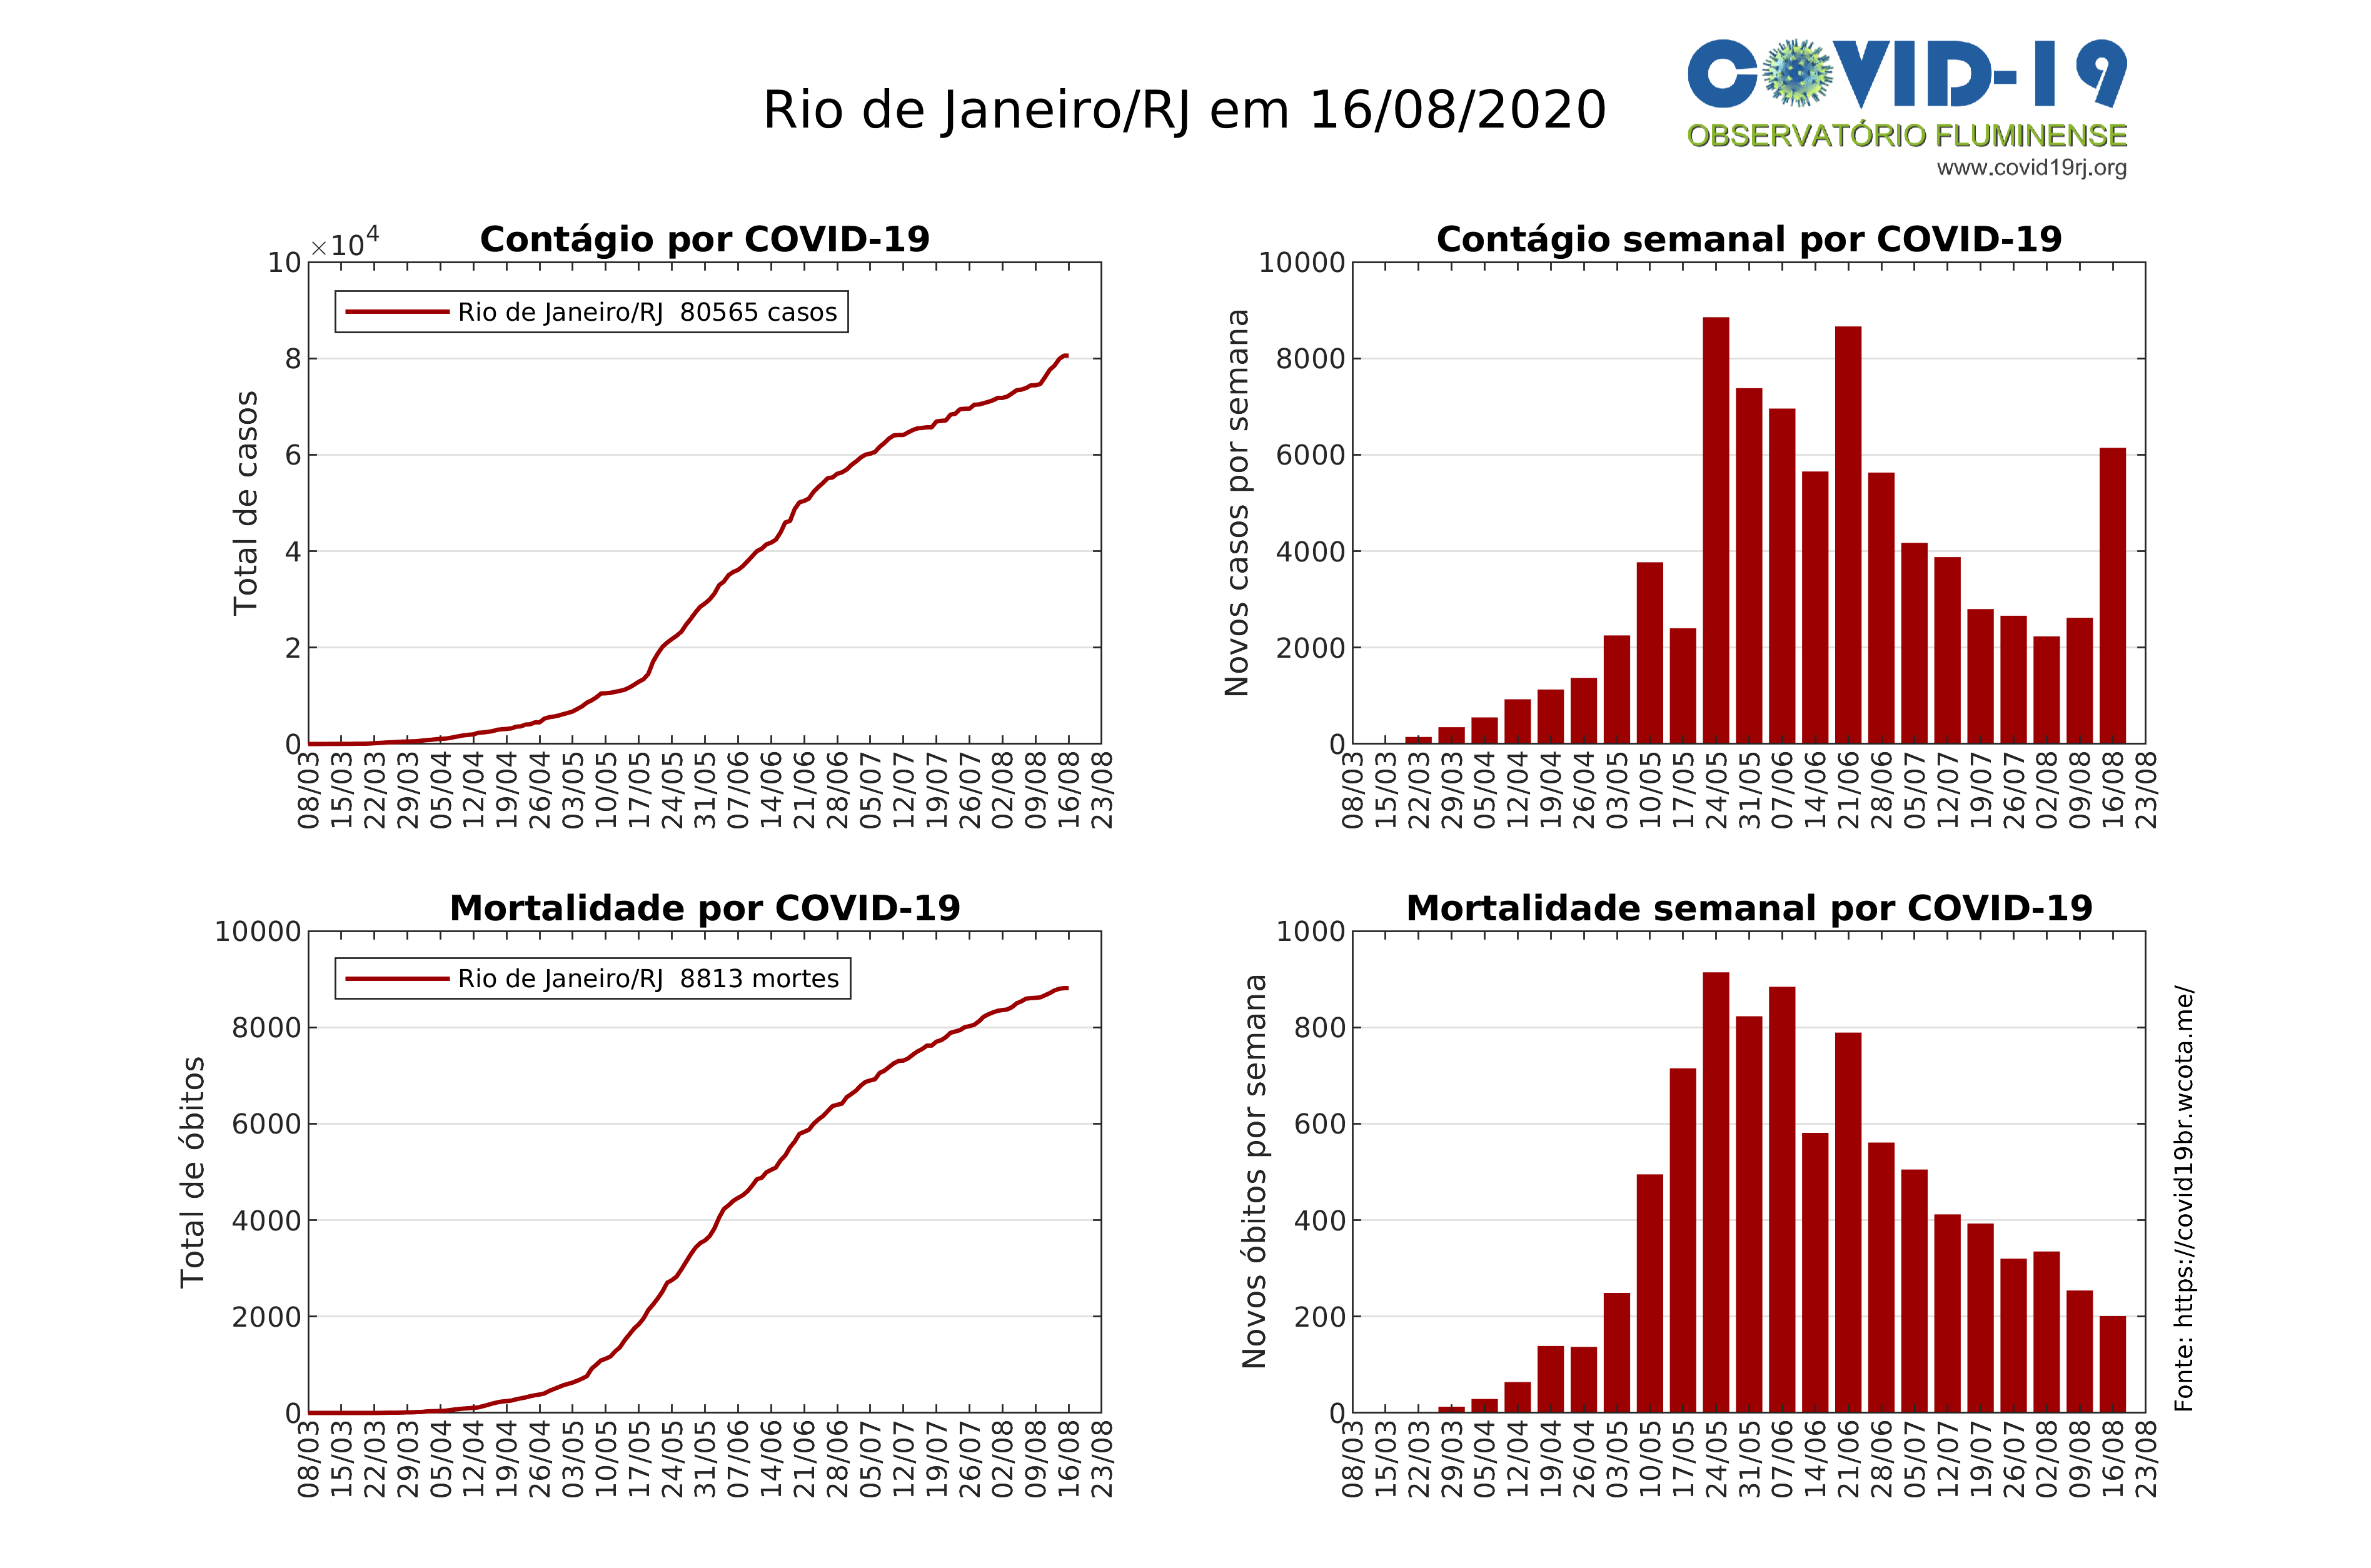 Rio de Janeiro/RJ em 16/08/2020
COVID-19
OBSERVATÓRIO FLUMINENSE
www.covid19rj.org
Contágio por COVID-19
×10^4
Total de casos
10
8
6
4
2
0
Rio de Janeiro/RJ 80565 casos
08/03 15/03 22/03 29/03 05/04 12/04 19/04 26/04 03/05 10/05 17/05 24/05 31/05 07/06 14/06 21/06 28/06 05/07 12/07 19/07 26/07 02/08 09/08 16/08 23/08
Contágio semanal por COVID-19
Novos casos por semana
10000
8000
6000
4000
2000
0
08/03 15/03 22/03 29/03 05/04 12/04 19/04 26/04 03/05 10/05 17/05 24/05 31/05 07/06 14/06 21/06 28/06 05/07 12/07 19/07 26/07 02/08 09/08 16/08 23/08
Mortalidade por COVID-19
Total de óbitos
10000
8000
6000
4000
2000
0
Rio de Janeiro/RJ 8813 mortes
08/03 15/03 22/03 29/03 05/04 12/04 19/04 26/04 03/05 10/05 17/05 24/05 31/05 07/06 14/06 21/06 28/06 05/07 12/07 19/07 26/07 02/08 09/08 16/08 23/08
Mortalidade semanal por COVID-19
Novos óbitos por semana
1000
800
600
400
200
0
08/03 15/03 22/03 29/03 05/04 12/04 19/04 26/04 03/05 10/05 17/05 24/05 31/05 07/06 14/06 21/06 28/06 05/07 12/07 19/07 26/07 02/08 09/08 16/08 23/08
Fonte: https://covid19br.wcota.me/